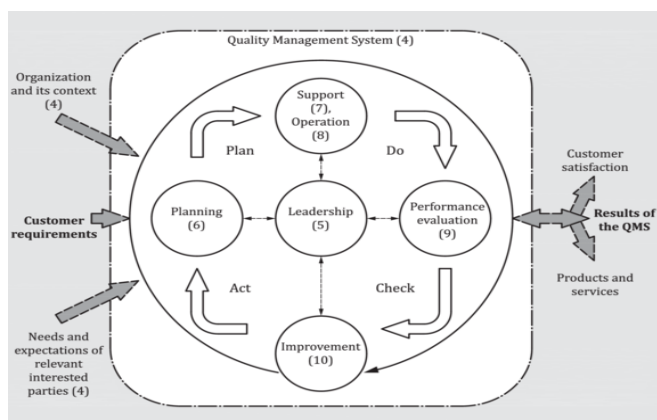 Quality Management System (4)
Organization
and its context
(4)
Support
(7),
Operation
(8)
Plan
Do
Customer
satisfaction
Customer
requirements
Planning
(6)
Leadership
(5)
Performance
evaluation
(9)
Results of
the QMS
Act
Check
Products and
services
Needs and
expectations of
relevant
interested
parties (4)
Improvement
(10)